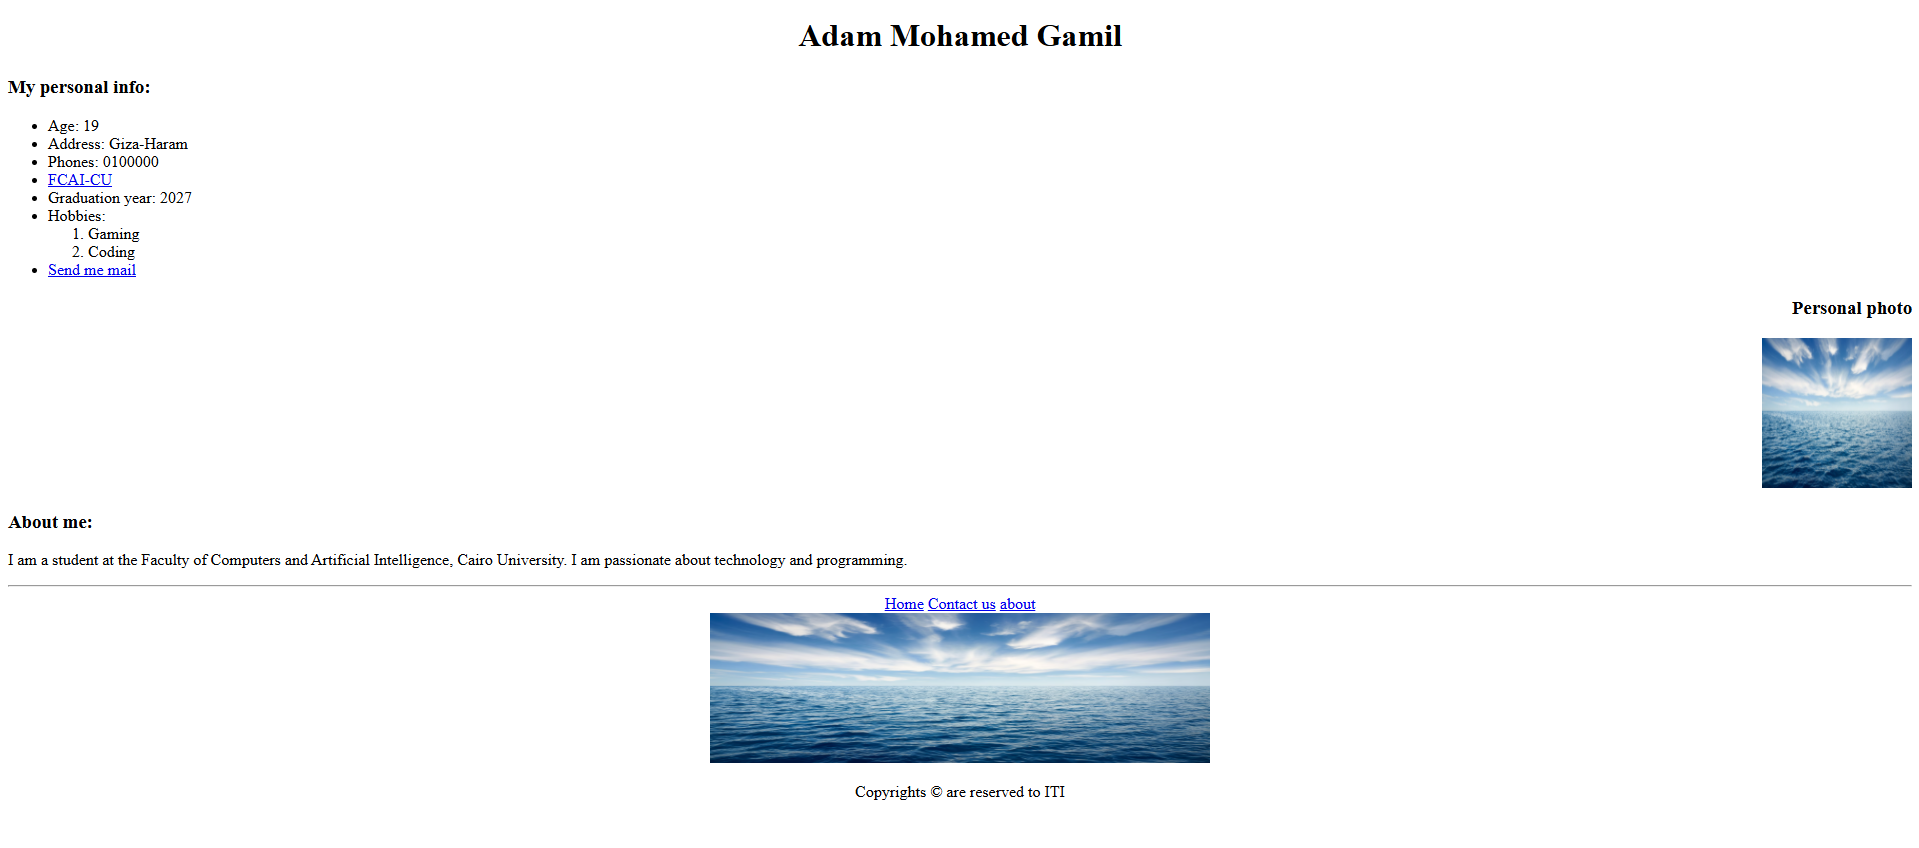 Adam Mohamed Gamil
My personal info:
• Age: 19
• Address: Giza-Haram
• Phones: 0100000
• FCAI-CU
• Graduation year: 2027
• Hobbies:
1. Gaming
2. Coding
• Send me mail
Personal photo
About me:
I am a student at the Faculty of Computers and Artificial Intelligence, Cairo University. I am passionate about technology and programming.
Home Contact us about
Copyrights © are reserved to ITI